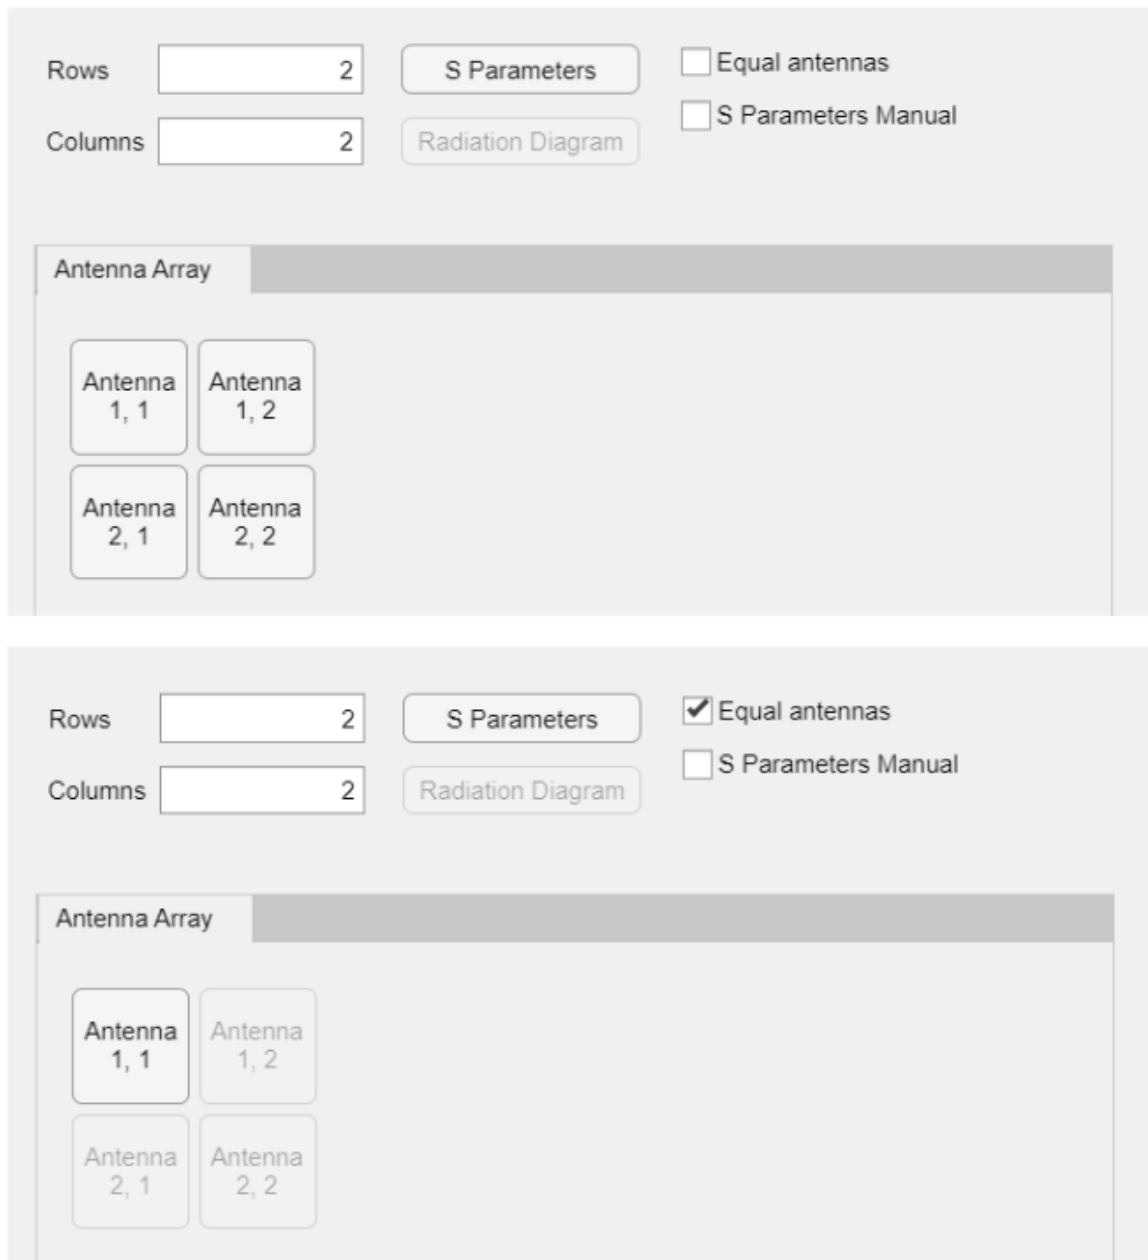 Rows 2 S Parameters Equal antennas
S Parameters Manual
Columns 2 Radiation Diagram
Antenna Array
Antenna Antenna
1, 1 1, 2
Antenna Antenna
2, 1 2, 2
Rows 2 S Parameters Equal antennas
S Parameters Manual
Columns 2 Radiation Diagram
Antenna Array
Antenna Antenna
1, 1 1, 2
Antenna Antenna
2, 1 2, 2